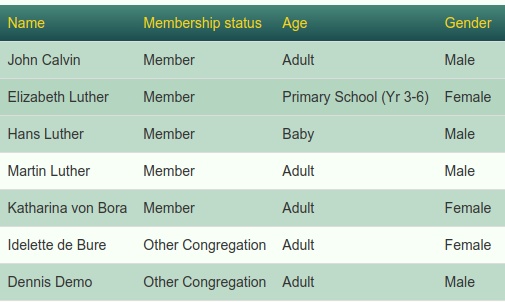 Name Membership status Age Gender
John Calvin Member Adult Male
Elizabeth Luther Member Primary School (Yr 3-6) Female
Hans Luther Member Baby Male
Martin Luther Member Adult Male
Katharina von Bora Member Adult Female
Idelette de Bure Other Congregation Adult Female
Dennis Demo Other Congregation Adult Male